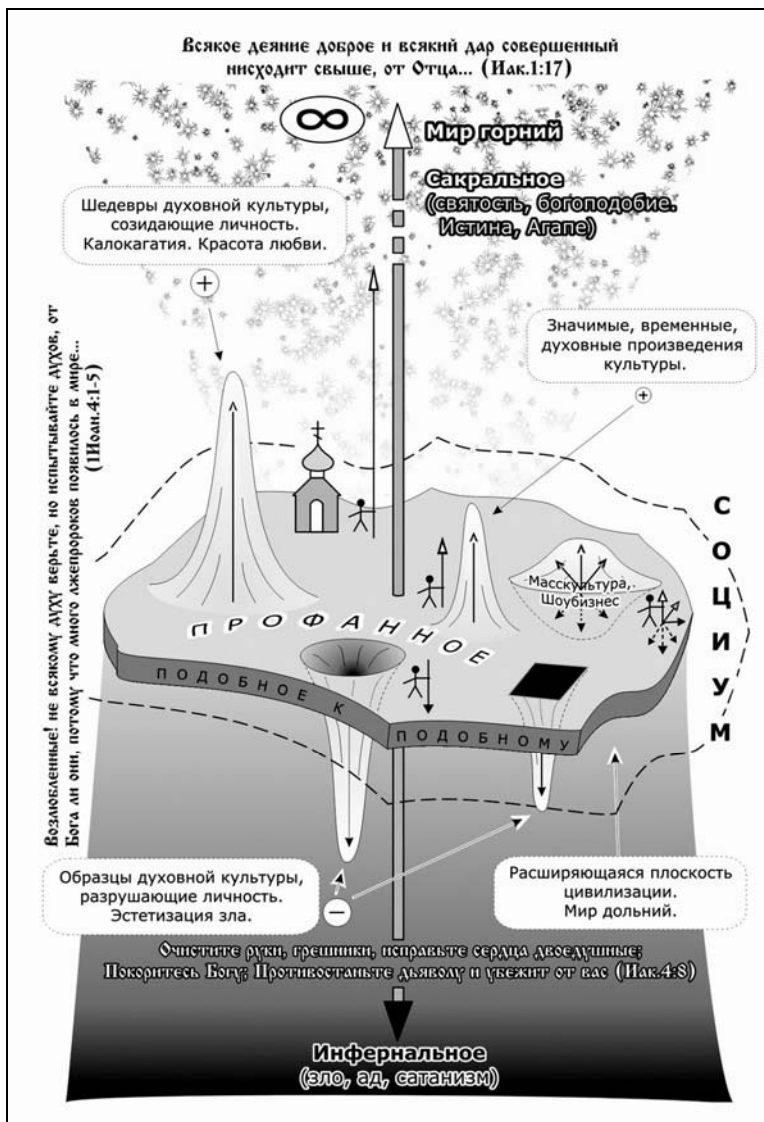 Всякое деяние доброе и всякий дар совершенный
нисходит свыше, от Отца... (Иак.1:17)
∞
Мир горний
Сакральное
(святость, богоподобие.
Истина, Агапе)
Шедевры духовной культуры,
созидающие личность.
Калокагатия. Красота любви.
+
Значимые, временные,
духовные произведения
культуры.
+
Возлюбленные! не всякому духу верьте, но испытывайте духов, от
Бога ли они, потому что много лжепророков появилось в мире...
(1Иоан.4:1-5)
СОЦИУМ
Масскультура,
Шоубизнес
ПРОФАННОЕ
ПОДОБНОЕ К ПОДОБНОМУ
Образцы духовной культуры,
разрушающие личность.
Эстетизация зла.
−
Расширяющаяся плоскость
цивилизации.
Мир дольний.
Очистите руки, грешники, исправьте сердца двоедушные;
Покоритесь Богу; Противостаньте дьяволу и убежит от вас (Иак.4:8)
Инфернальное
(зло, ад, сатанизм)